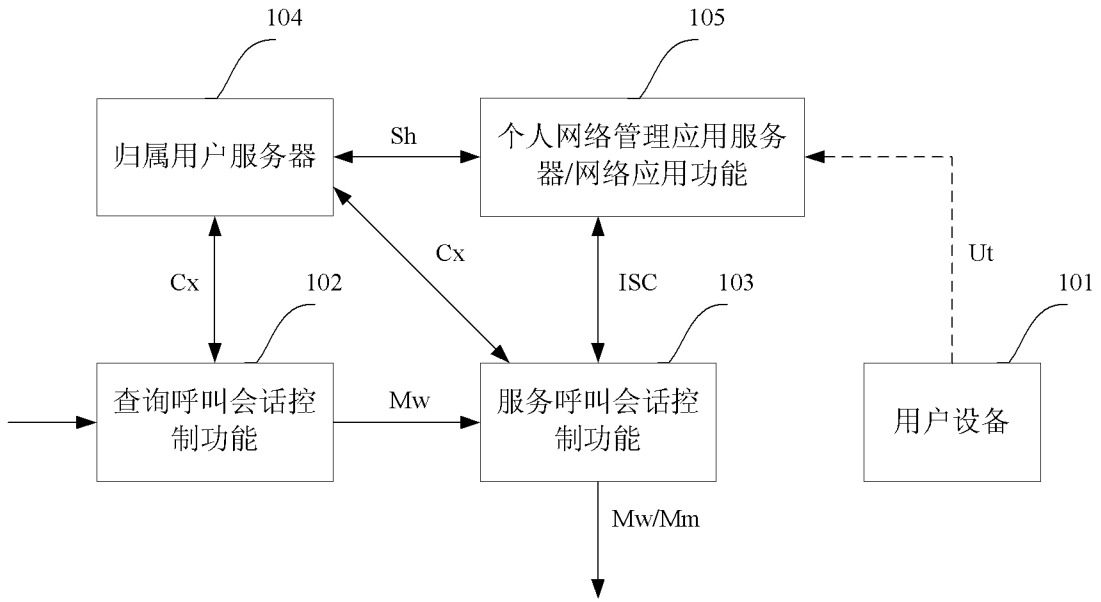 104
105
归属用户服务器
Sh
个人网络管理应用服务
器/网络应用功能
Cx
102
Cx
ISC
103
Ut
101
查询呼叫会话控
制功能
Mw
服务呼叫会话控
制功能
用户设备
Mw/Mm